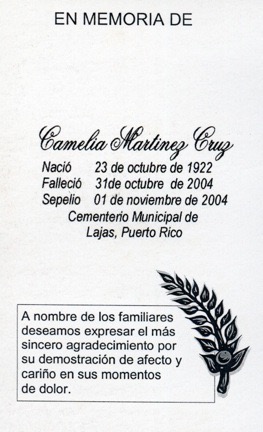 EN MEMORIA DE
Camelia Martinez Cruz
Nació 23 de octubre de 1922
Falleció 31de octubre de 2004
Sepelio 01 de noviembre de 2004
Cementerio Municipal de
Lajas, Puerto Rico
A nombre de los familiares
deseamos expresar el más
sincero agradecimiento por
su demostración de afecto y
cariño en sus momentos
de dolor.